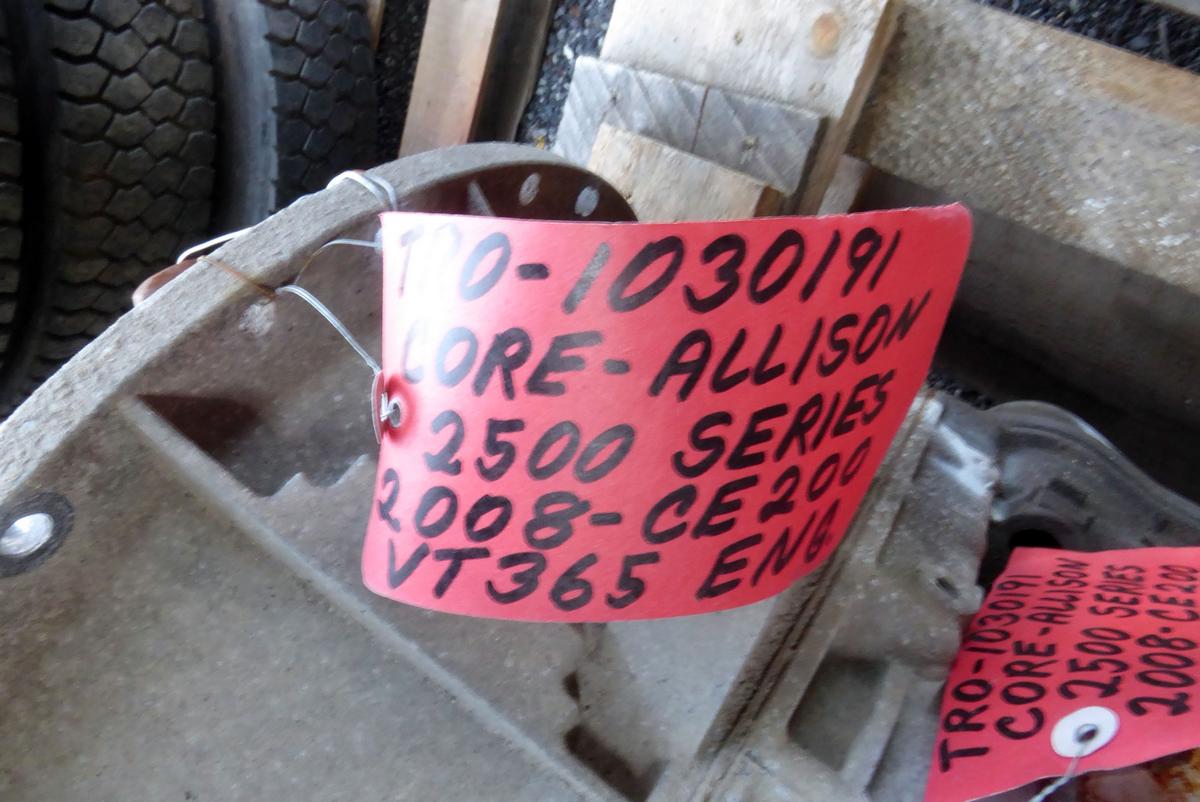 TRO-1030191
CORE-ALLISON
2500 SERIES
2008-CE200
VT365 ENG.
TRO-1030191
CORE-ALLISON
2500 SERIES
2008-CE200